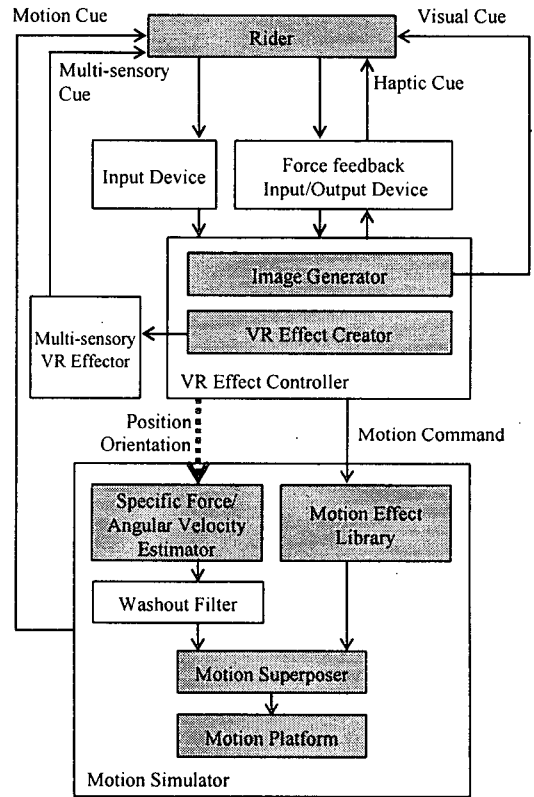 Motion Cue
Visual Cue
Rider
Multi-sensory
Cue
Haptic Cue
Input Device
Force feedback
Input/Output Device
Image Generator
VR Effect Creator
Multi-sensory
VR Effector
VR Effect Controller
Position
Orientation
Motion Command
Specific Force/
Angular Velocity
Estimator
Motion Effect
Library
Washout Filter
Motion Superposer
Motion Platform
Motion Simulator